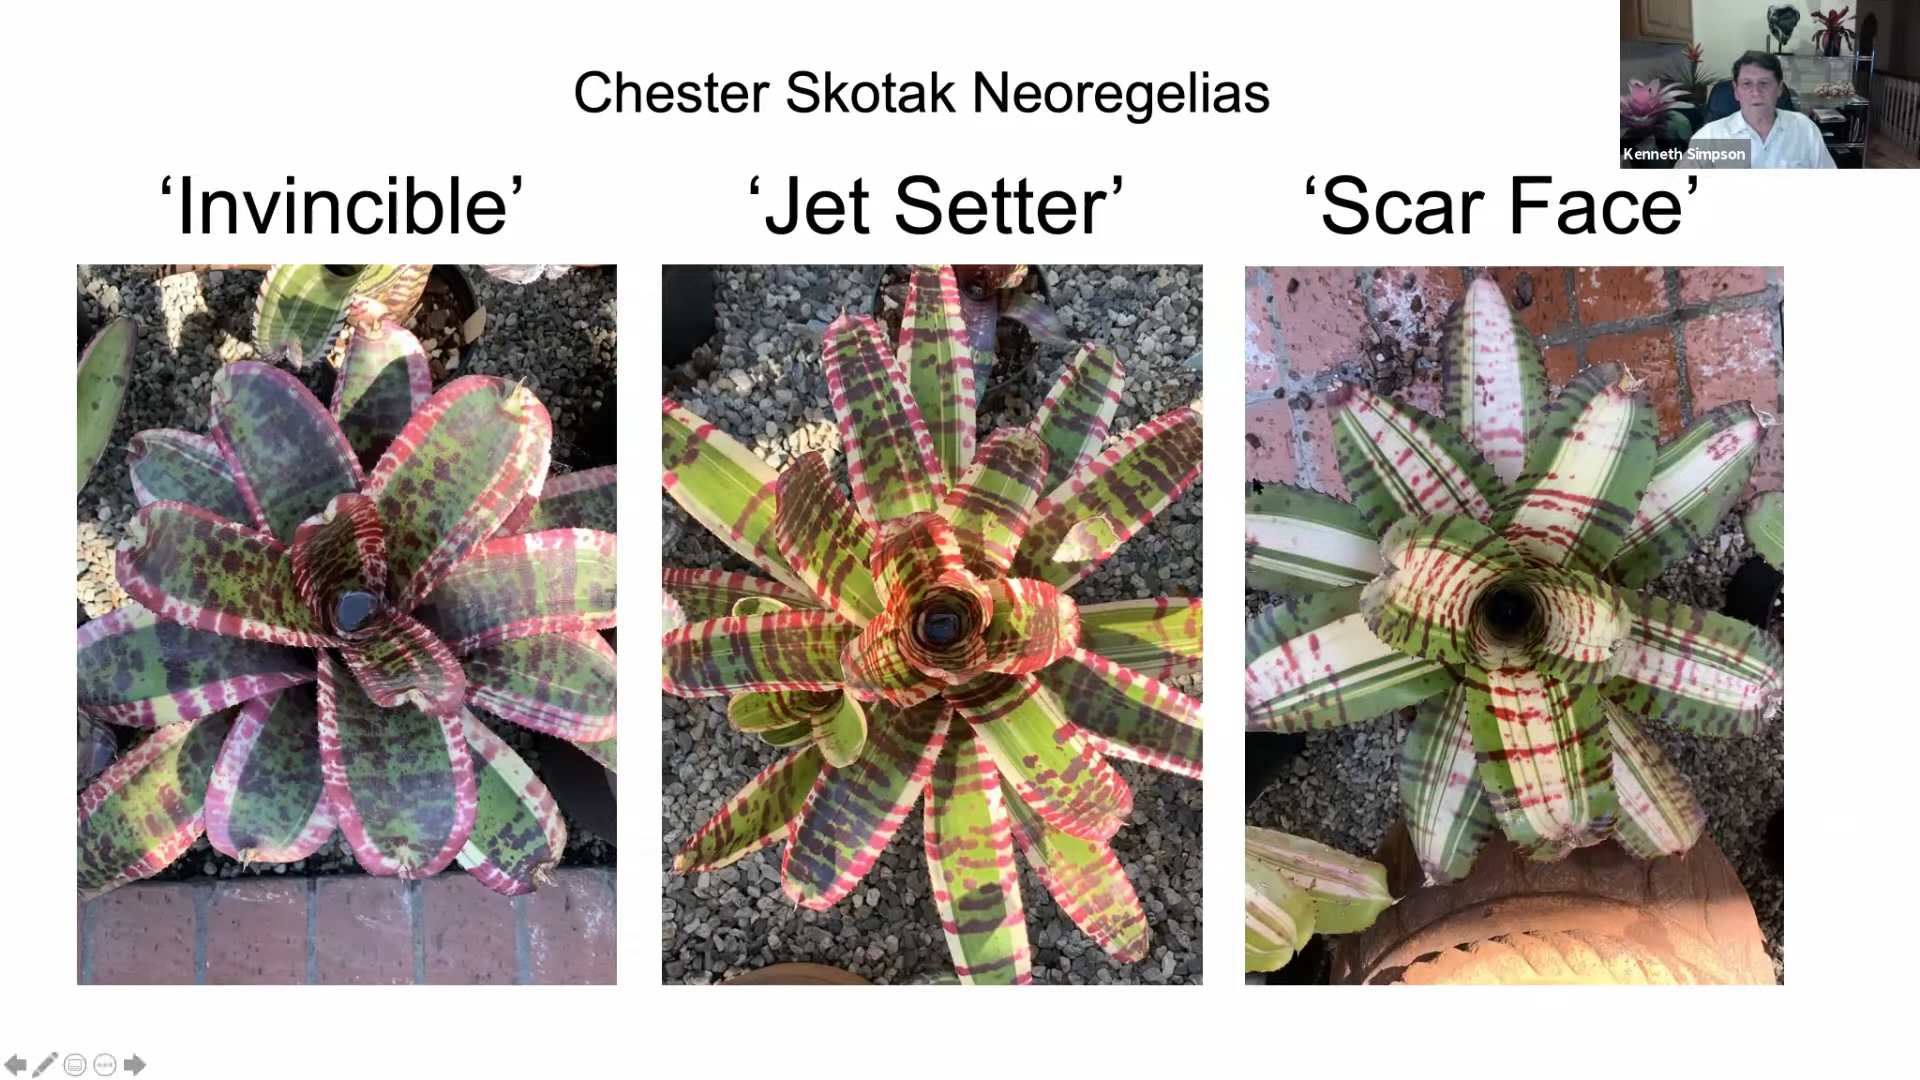 Chester Skotak Neoregelias
Kenneth Simpson
‘Invincible’
‘Jet Setter’
‘Scar Face’